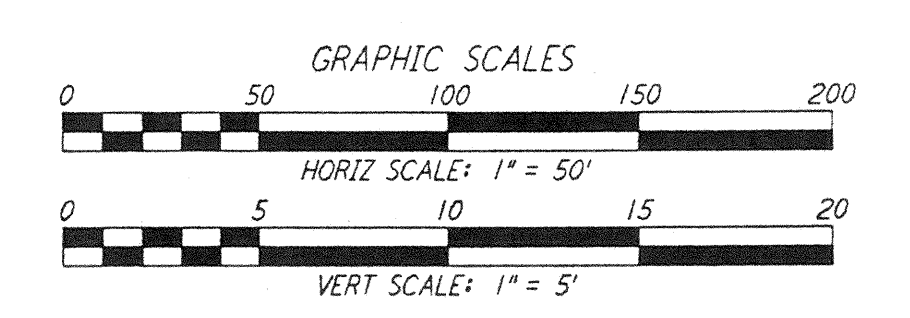 GRAPHIC SCALES
0 50 100 150 200
HORIZ SCALE: 1" = 50'
0 5 10 15 20
VERT SCALE: 1" = 5'